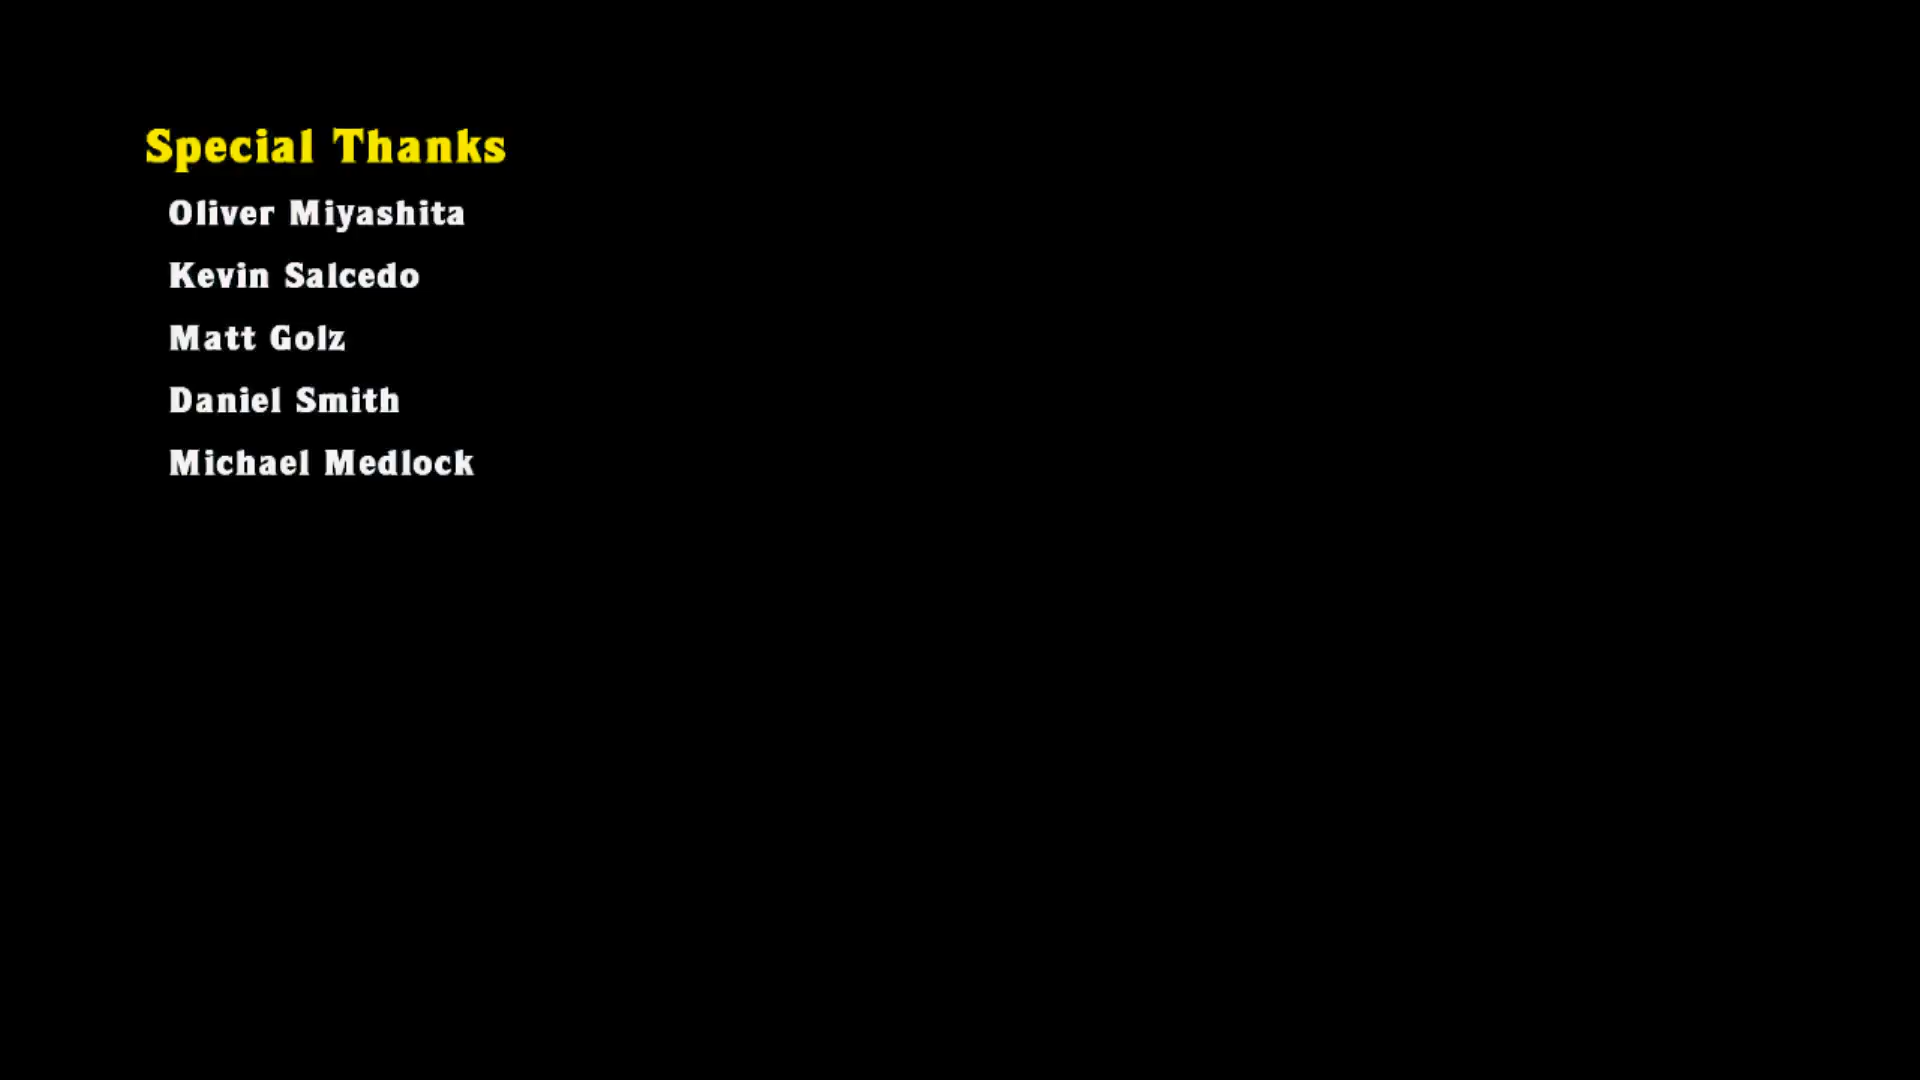 Special Thanks
Oliver Miyashita
Kevin Salcedo
Matt Golz
Daniel Smith
Michael Medlock